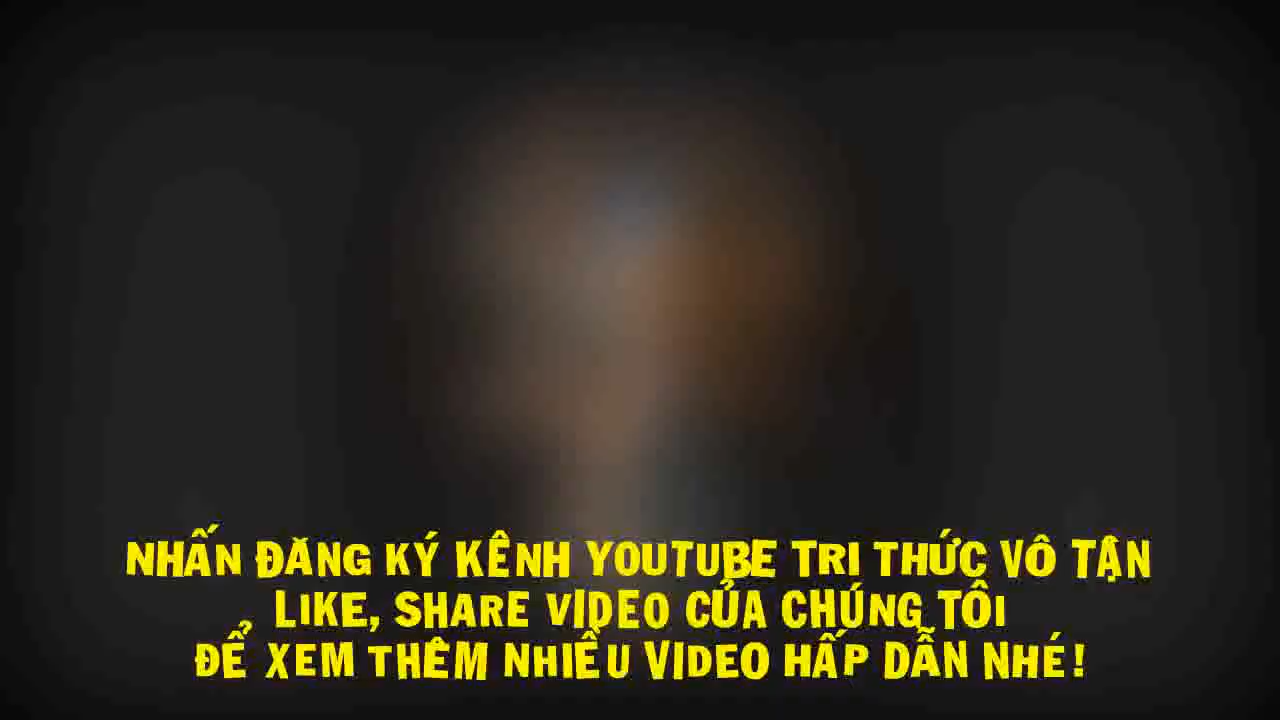 NHẤN ĐĂNG KÝ KÊNH YOUTUBE TRI THỨC VÔ TẬN
LIKE, SHARE VIDEO CỦA CHÚNG TÔI
ĐỂ XEM THÊM NHIỀU VIDEO HẤP DẪN NHÉ!